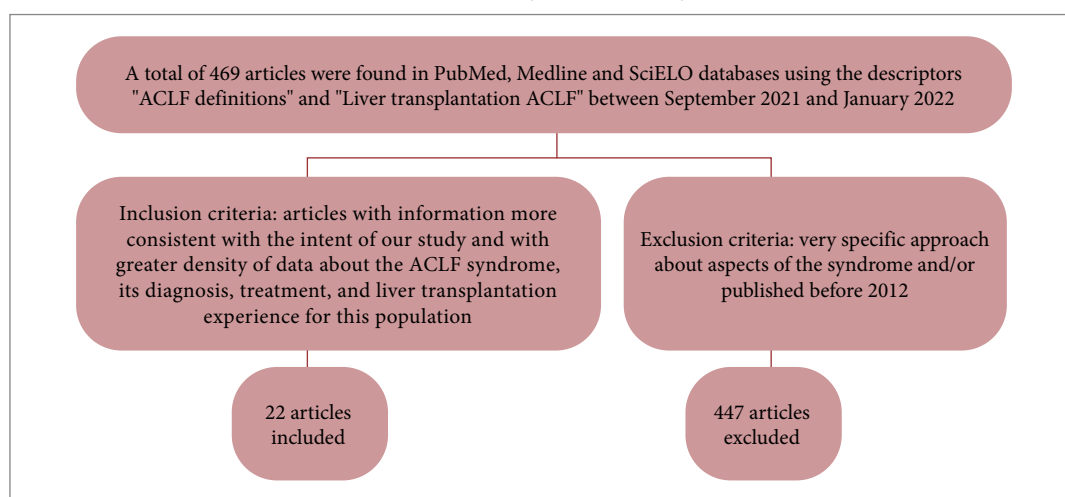 A total of 469 articles were found in PubMed, Medline and SciELO databases using the descriptors
"ACLF definitions" and "Liver transplantation ACLF" between September 2021 and January 2022
Inclusion criteria: articles with information more
consistent with the intent of our study and with
greater density of data about the ACLF syndrome,
its diagnosis, treatment, and liver transplantation
experience for this population
Exclusion criteria: very specific approach
about aspects of the syndrome and/or
published before 2012
22 articles
included
447 articles
excluded